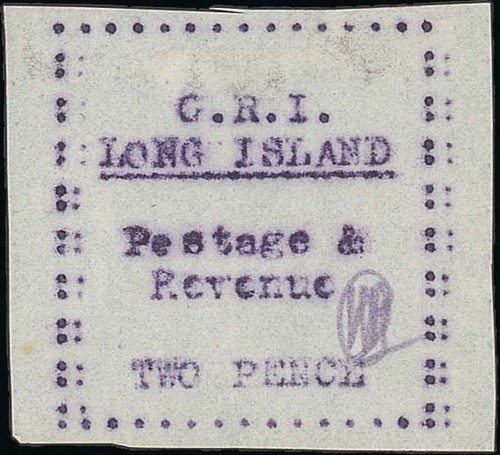 G.R.I.
LONG ISLAND
Postage &
Revenue
TWO PENCE